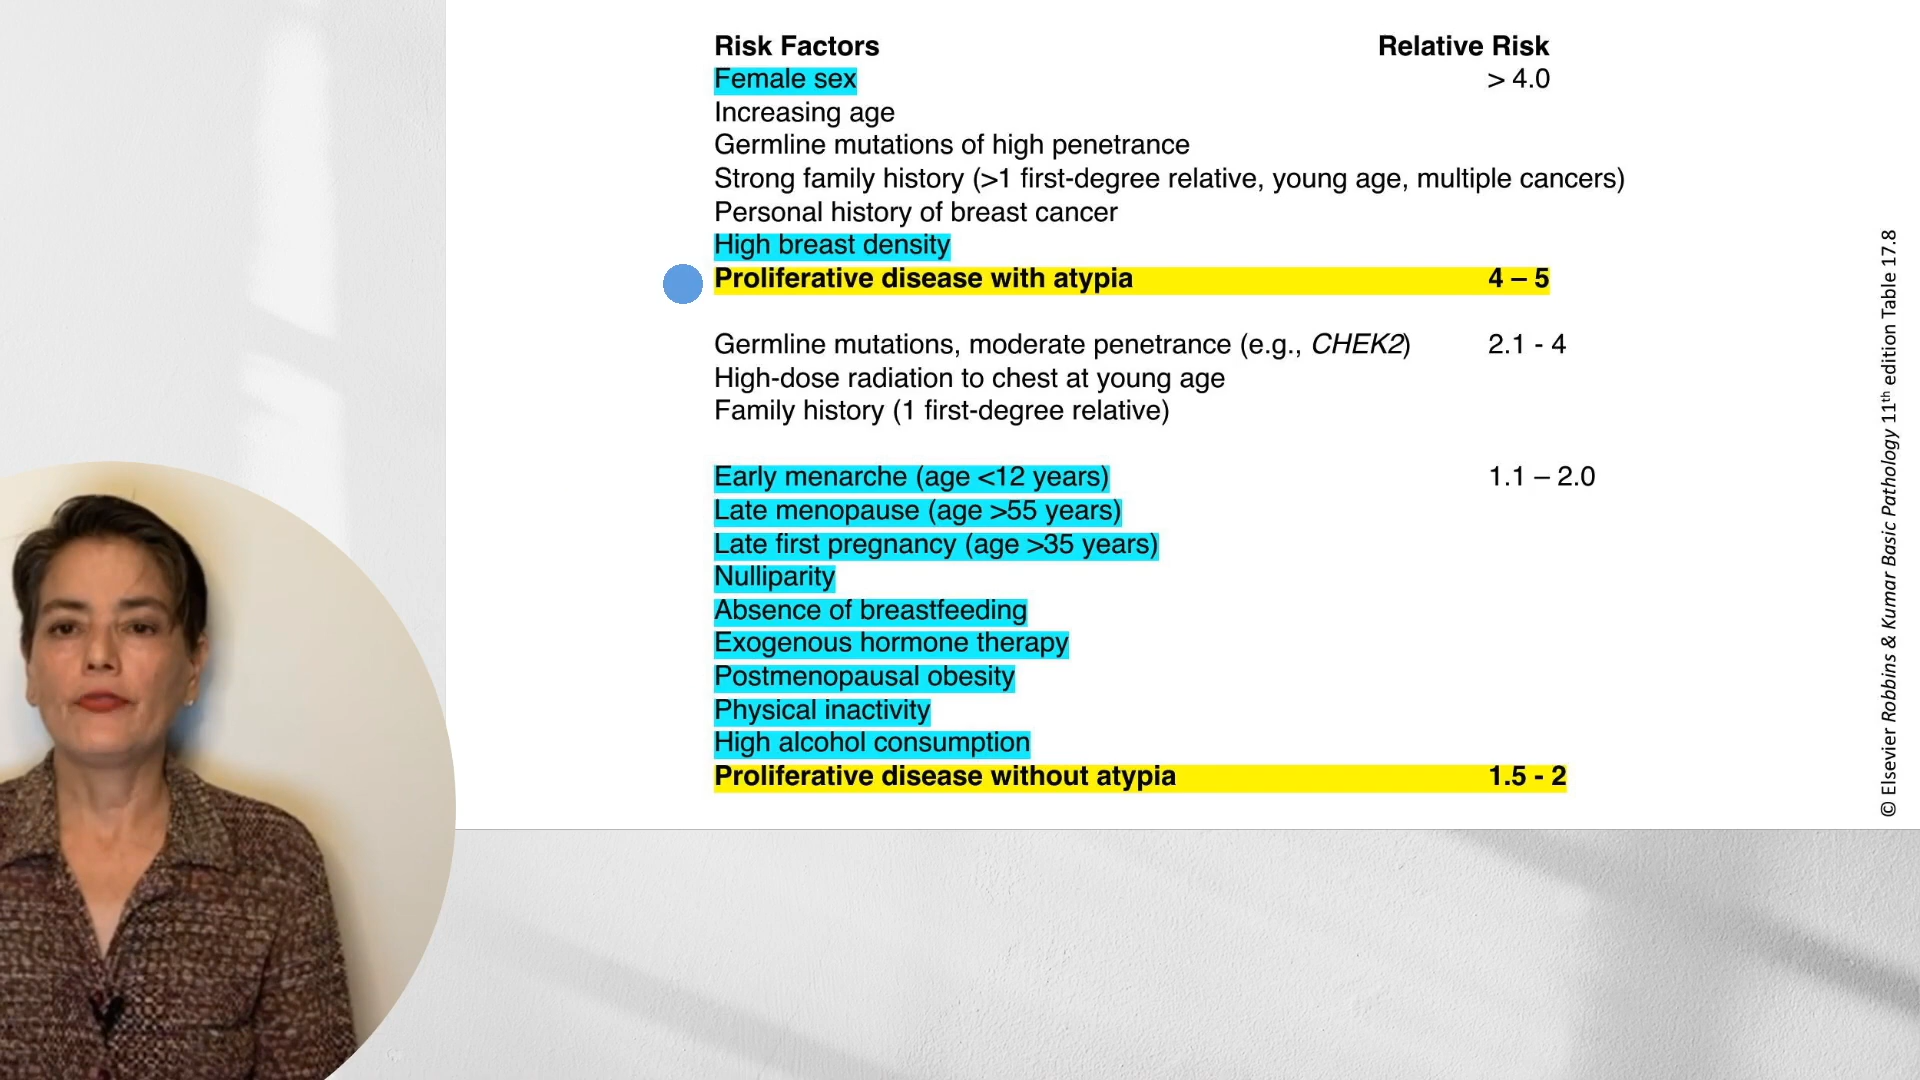 Risk Factors Relative Risk
Female sex > 4.0
Increasing age
Germline mutations of high penetrance
Strong family history (>1 first-degree relative, young age, multiple cancers)
Personal history of breast cancer
High breast density
Proliferative disease with atypia 4 – 5
Germline mutations, moderate penetrance (e.g., CHEK2) 2.1 - 4
High-dose radiation to chest at young age
Family history (1 first-degree relative)
Early menarche (age <12 years) 1.1 – 2.0
Late menopause (age >55 years)
Late first pregnancy (age >35 years)
Nulliparity
Absence of breastfeeding
Exogenous hormone therapy
Postmenopausal obesity
Physical inactivity
High alcohol consumption
Proliferative disease without atypia 1.5 - 2
© Elsevier Robbins & Kumar Basic Pathology 11th edition Table 17.8